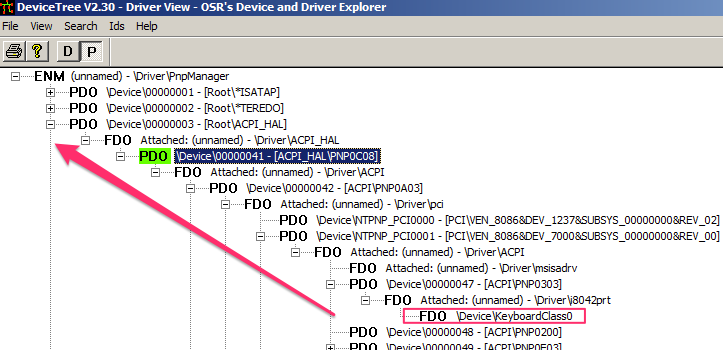 DeviceTree V2.30 - Driver View - OSR's Device and Driver Explorer
File View Search Ids Help
? D P
ENM (unnamed) - \Driver\PnpManager
PDO \Device\00000001 - [Root\*ISATAP]
PDO \Device\00000002 - [Root\*TEREDO]
PDO \Device\00000003 - [Root\ACPI_HAL]
FDO Attached: (unnamed) - \Driver\ACPI_HAL
PDO \Device\00000041 - [ACPI_HAL\PNP0C08]
FDO Attached: (unnamed) - \Driver\ACPI
PDO \Device\00000042 - [ACPI\PNP0A03]
FDO Attached: (unnamed) - \Driver\pci
PDO \Device\NTPNP_PCI0000 - [PCI\VEN_8086&DEV_1237&SUBSYS_00000000&REV_02]
PDO \Device\NTPNP_PCI0001 - [PCI\VEN_8086&DEV_7000&SUBSYS_00000000&REV_00]
FDO Attached: (unnamed) - \Driver\ACPI
FDO Attached: (unnamed) - \Driver\msisadrv
PDO \Device\00000047 - [ACPI\PNP0303]
FDO Attached: (unnamed) - \Driver\i8042prt
FDO \Device\KeyboardClass0
PDO \Device\00000048 - [ACPI\PNP0200]
PDO \Device\00000049 - [ACPI\PNP0F03]